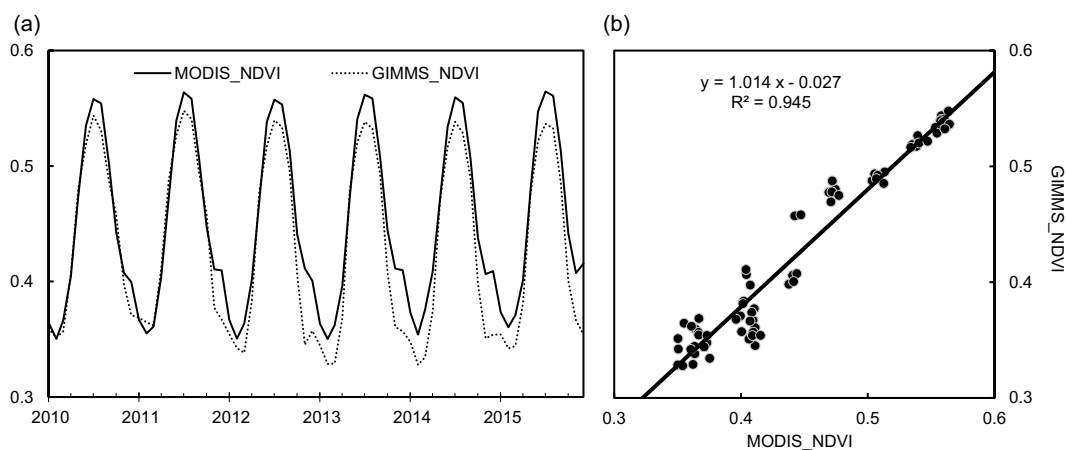 (a)
0.6
MODIS_NDVI
GIMMS_NDVI
0.5
0.4
0.3
2010 2011 2012 2013 2014 2015
(b)
0.6
y = 1.014 x - 0.027
R² = 0.945
0.5
GIMMS_NDVI
0.4
0.3
0.3 0.4 0.5 0.6
MODIS_NDVI